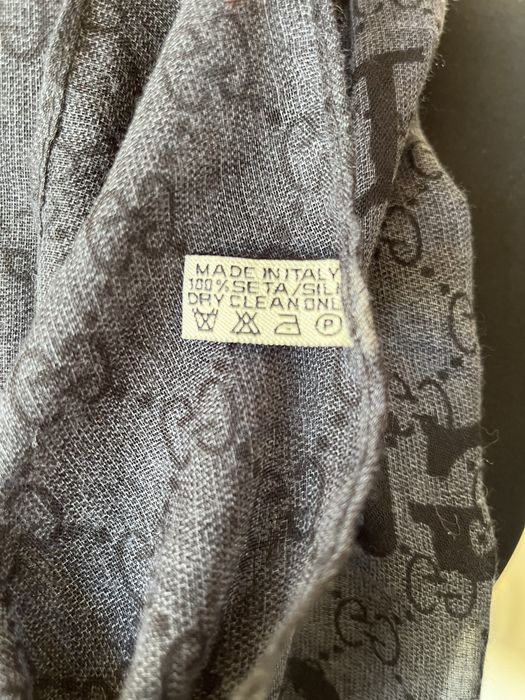 MADE IN ITALY
100% SETA/SIL
DRY CLEAN ONL
P